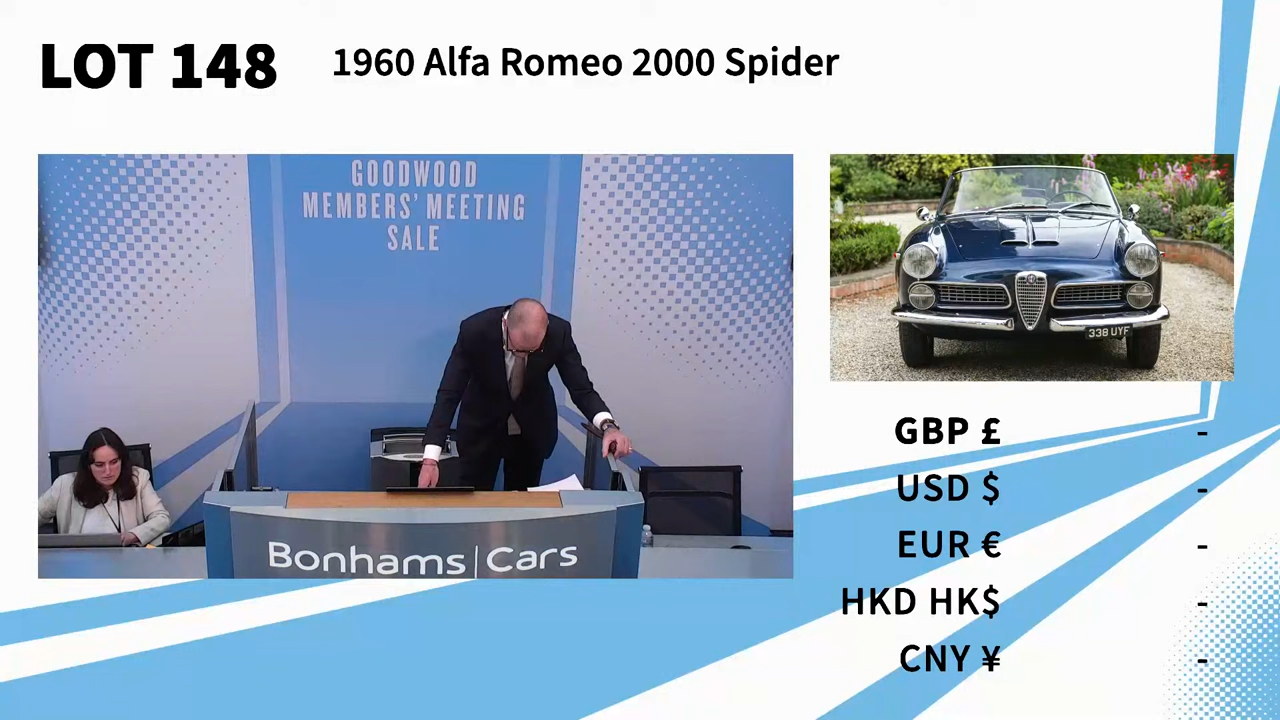 LOT 148
1960 Alfa Romeo 2000 Spider
GOODWOOD
MEMBERS' MEETING
SALE
338 UYF
Bonhams|Cars
GBP £ -
USD $ -
EUR € -
HKD HK$ -
CNY ¥ -